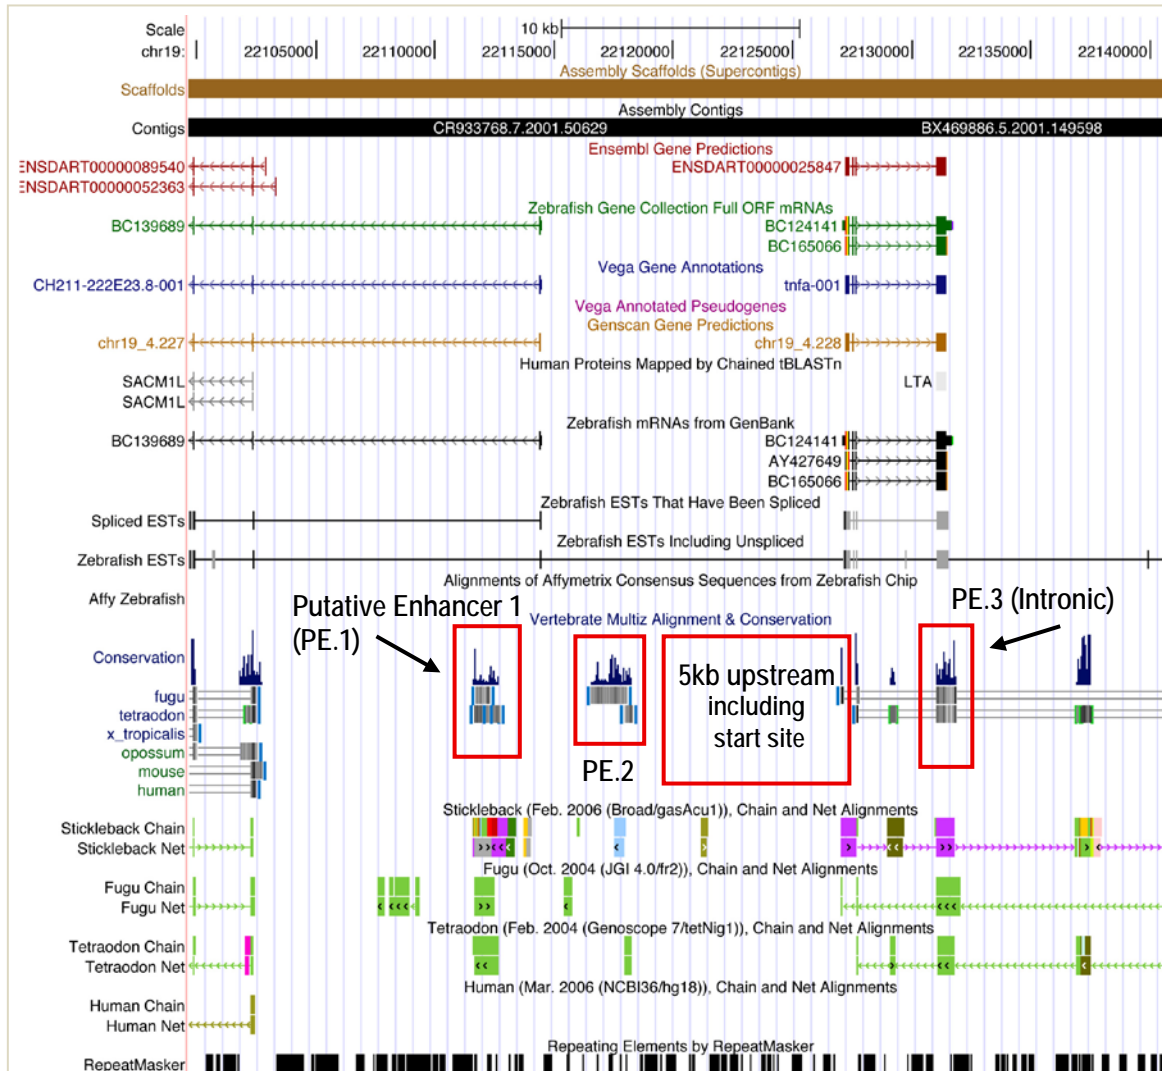 Scale 10 kb
chr19: 22105000 22110000 22115000 22120000 22125000 22130000 22135000 22140000
Assembly Scaffolds (Supercontigs)
Scaffolds
Assembly Contigs
Contigs CR933768.7.2001.50629 BX469886.5.2001.149598
Ensembl Gene Predictions
ENSDART00000089540 ENSDART00000025847
ENSDART00000052363
Zebrafish Gene Collection Full ORF mRNAs
BC139689 BC124141
BC165066
Vega Gene Annotations
CH211-222E23.8-001 tnfa-001
Vega Annotated Pseudogenes
Genscan Gene Predictions
chr19_4.227 chr19_4.228
Human Proteins Mapped by Chained tBLASTn
SACM1L LTA
SACM1L
Zebrafish mRNAs from GenBank
BC139689 BC124141
AY427649
BC165066
Zebrafish ESTs That Have Been Spliced
Spliced ESTs
Zebrafish ESTs Including Unspliced
Zebrafish ESTs
Alignments of Affymetrix Consensus Sequences from Zebrafish Chip
Affy Zebrafish
Putative Enhancer 1
(PE.1)
PE.3 (Intronic)
Vertebrate Multiz Alignment & Conservation
Conservation
5kb upstream
including
start site
fugu
tetraodon
x_tropicalis
opossum
mouse
human
PE.2
Stickleback (Feb. 2006 (Broad/gasAcu1)), Chain and Net Alignments
Stickleback Chain
Stickleback Net
Fugu (Oct. 2004 (JGI 4.0/fr2)), Chain and Net Alignments
Fugu Chain
Fugu Net
Tetraodon (Feb. 2004 (Genoscope 7/tetNig1)), Chain and Net Alignments
Tetraodon Chain
Tetraodon Net
Human (Mar. 2006 (NCBI36/hg18)), Chain and Net Alignments
Human Chain
Human Net
Repeating Elements by RepeatMasker
RepeatMasker